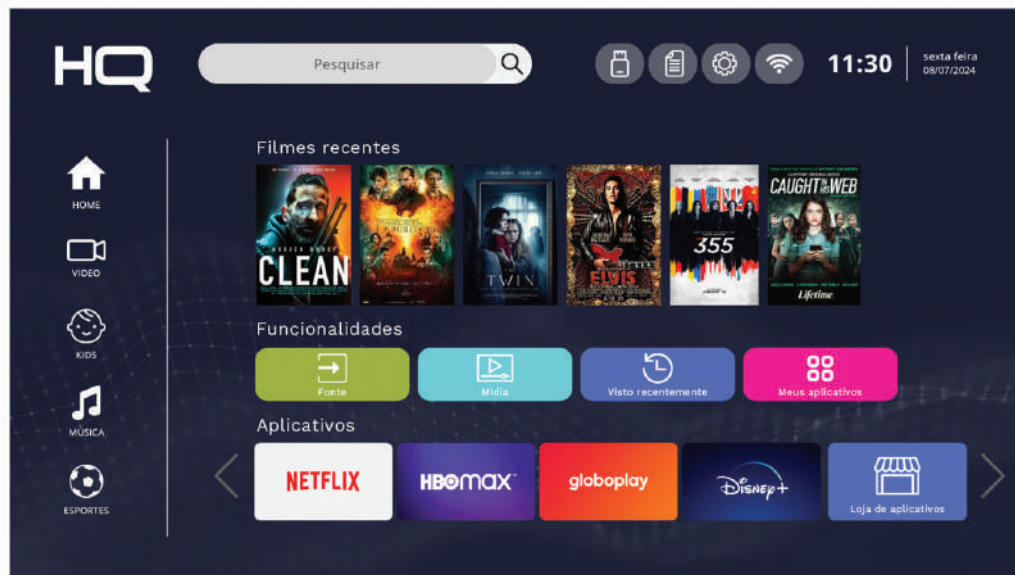 HQ
Pesquisar
11:30
sexta feira
08/07/2024
HOME
VIDEO
KIDS
MÚSICA
ESPORTES
Filmes recentes
CLEAN
TWIN
ELVIS
355
CAUGHT IN THE WEB
Lifetime
Funcionalidades
Fonte
Mídia
Visto recentemente
Meus aplicativos
Aplicativos
NETFLIX
HBOMAX
globoplay
Disney+
Loja de aplicativos